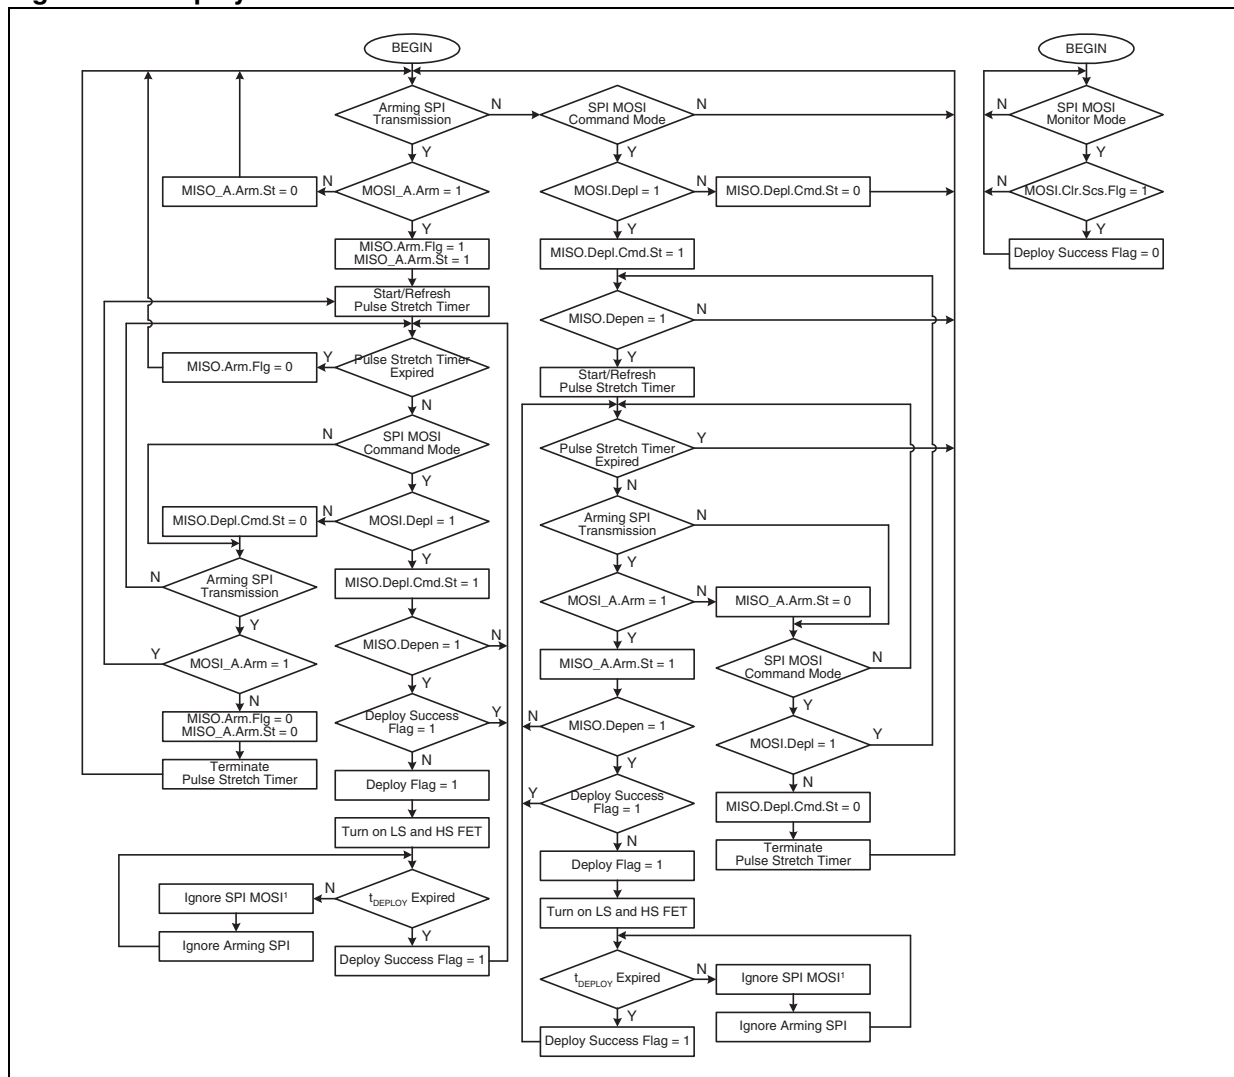 BEGIN
Arming SPI
Transmission
N
Y
MOSI_A.Arm = 1
N
MISO_A.Arm.St = 0
Y
MISO.Arm.Flg = 1
MISO_A.Arm.St = 1
Start/Refresh
Pulse Stretch Timer
Pulse Stretch Timer
Expired
Y
MISO.Arm.Flg = 0
N
SPI MOSI
Command Mode
N
Y
MOSI.Depl = 1
N
MISO.Depl.Cmd.St = 0
Y
Arming SPI
Transmission
N
Y
MOSI_A.Arm = 1
Y
N
MISO.Arm.Flg = 0
MISO_A.Arm.St = 0
Terminate
Pulse Stretch Timer
MISO.Depl.Cmd.St = 1
MISO.Depen = 1
N
Y
Deploy Success
Flag = 1
Y
N
Deploy Flag = 1
Turn on LS and HS FET
tDEPLOY Expired
N
Ignore SPI MOSI1
Ignore Arming SPI
Y
Deploy Success Flag = 1
SPI MOSI
Command Mode
N
Y
MOSI.Depl = 1
N
MISO.Depl.Cmd.St = 0
Y
MISO.Depl.Cmd.St = 1
MISO.Depen = 1
N
Y
Start/Refresh
Pulse Stretch Timer
Pulse Stretch Timer
Expired
Y
N
Arming SPI
Transmission
N
Y
MOSI_A.Arm = 1
N
MISO_A.Arm.St = 0
Y
MISO_A.Arm.St = 1
SPI MOSI
Command Mode
N
Y
MOSI.Depl = 1
Y
N
MISO.Depl.Cmd.St = 0
Terminate
Pulse Stretch Timer
MISO.Depen = 1
N
Y
Deploy Success
Flag = 1
Y
N
Deploy Flag = 1
Turn on LS and HS FET
tDEPLOY Expired
N
Ignore SPI MOSI1
Ignore Arming SPI
Y
Deploy Success Flag = 1
BEGIN
SPI MOSI
Monitor Mode
N
Y
MOSI.Clr.Scs.Flg = 1
N
Y
Deploy Success Flag = 0